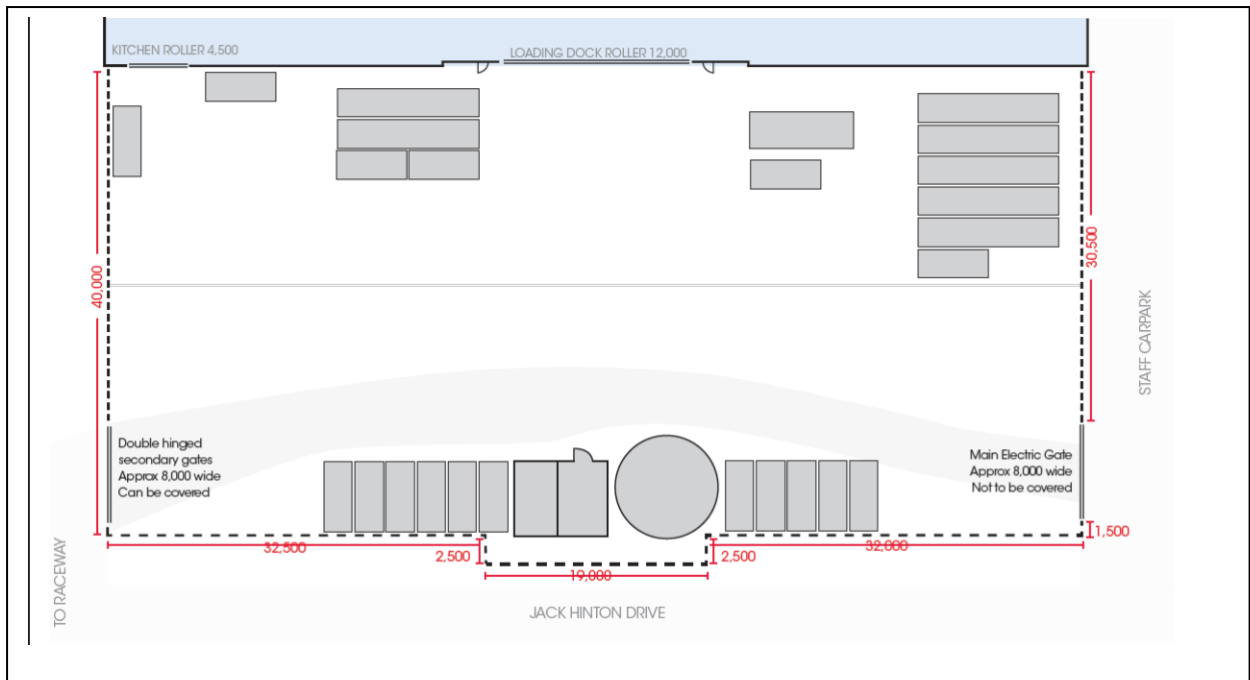 KITCHEN ROLLER 4,500
LOADING DOCK ROLLER 12,000
40,000
30,500
STAFF CARPARK
Double hinged
secondary gates
Approx 8,000 wide
Can be covered
Main Electric Gate
Approx 8,000 wide
Not to be covered
1,500
32,500
2,500
19,000
2,500
32,000
TO RACEWAY
JACK HINTON DRIVE